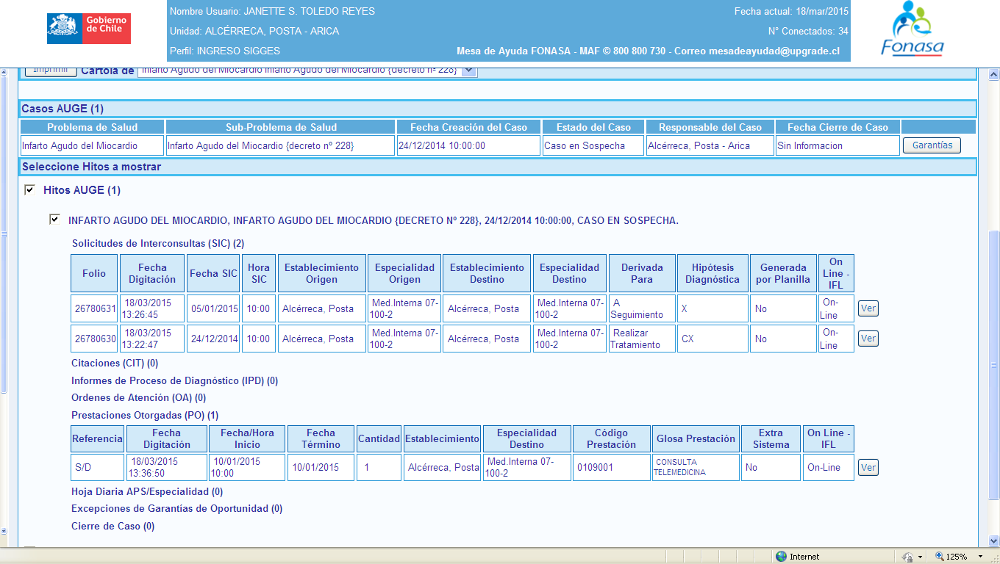 Gobierno
de Chile
Nombre Usuario: JANETTE S. TOLEDO REYES
Fecha actual: 18/mar/2015
Unidad: ALCÉRRECA, POSTA - ARICA
N° Conectados: 34
Perfil: INGRESO SIGGES
Mesa de Ayuda FONASA - MAF © 800 800 730 - Correo mesadeayudad@upgrade.cl
Fonasa
Imprimir Cartola de Infarto Agudo del Miocardio Infarto Agudo del Miocardio {decreto nº 228}
Casos AUGE (1)
Problema de Salud Sub-Problema de Salud Fecha Creación del Caso Estado del Caso Responsable del Caso Fecha Cierre de Caso
Infarto Agudo del Miocardio Infarto Agudo del Miocardio {decreto nº 228} 24/12/2014 10:00:00 Caso en Sospecha Alcérreca, Posta - Arica Sin Informacion Garantías
Seleccione Hitos a mostrar
Hitos AUGE (1)
INFARTO AGUDO DEL MIOCARDIO, INFARTO AGUDO DEL MIOCARDIO {DECRETO Nº 228}, 24/12/2014 10:00:00, CASO EN SOSPECHA.
Solicitudes de Interconsultas (SIC) (2)
Folio Fecha Digitación Fecha SIC Hora SIC Establecimiento Origen Especialidad Origen Establecimiento Destino Especialidad Destino Derivada Para Hipótesis Diagnóstica Generada por Planilla On Line - IFL
26780631 18/03/2015 13:26:45 05/01/2015 10:00 Alcérreca, Posta Med.Interna 07-100-2 Alcérreca, Posta Med.Interna 07-100-2 A Seguimiento X No On-Line Ver
26780630 18/03/2015 13:22:47 24/12/2014 10:00 Alcérreca, Posta Med.Interna 07-100-2 Alcérreca, Posta Med.Interna 07-100-2 Realizar Tratamiento CX No On-Line Ver
Citaciones (CIT) (0)
Informes de Proceso de Diagnóstico (IPD) (0)
Ordenes de Atención (OA) (0)
Prestaciones Otorgadas (PO) (1)
Referencia Fecha Digitación Fecha/Hora Inicio Fecha Término Cantidad Establecimiento Especialidad Destino Código Prestación Glosa Prestación Extra Sistema On Line - IFL
S/D 18/03/2015 13:36:50 10/01/2015 10:00 10/01/2015 1 Alcérreca, Posta Med.Interna 07-100-2 0109001 CONSULTA TELEMEDICINA No On-Line Ver
Hoja Diaria APS/Especialidad (0)
Excepciones de Garantías de Oportunidad (0)
Cierre de Caso (0)
Internet
125%